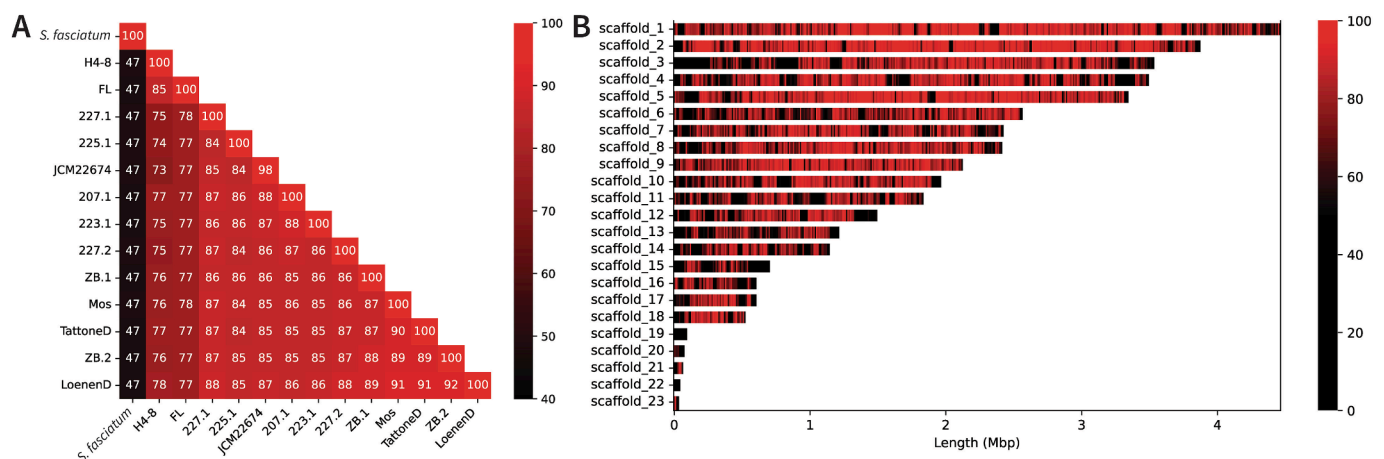 A
S. fasciatum 100
H4-8 47 100
FL 47 85 100
227.1 47 75 78 100
225.1 47 74 77 84 100
JCM22674 47 73 77 85 84 98
207.1 47 77 77 87 86 88 100
223.1 47 75 77 86 86 87 88 100
227.2 47 75 77 87 84 86 87 86 100
ZB.1 47 76 77 86 86 86 85 86 86 100
Mos 47 76 78 87 84 85 86 85 86 87 100
TattoneD 47 77 77 87 84 85 85 85 87 87 90 100
ZB.2 47 76 77 87 85 85 85 85 87 88 89 89 100
LoenenD 47 78 77 88 85 87 86 86 88 89 91 91 92 100
S. fasciatum H4-8 FL 227.1 225.1 JCM22674 207.1 223.1 227.2 ZB.1 Mos TattoneD ZB.2 LoenenD
100
90
80
70
60
50
40
B
scaffold_1
scaffold_2
scaffold_3
scaffold_4
scaffold_5
scaffold_6
scaffold_7
scaffold_8
scaffold_9
scaffold_10
scaffold_11
scaffold_12
scaffold_13
scaffold_14
scaffold_15
scaffold_16
scaffold_17
scaffold_18
scaffold_19
scaffold_20
scaffold_21
scaffold_22
scaffold_23
0 1 2 3 4
Length (Mbp)
100
80
60
40
20
0